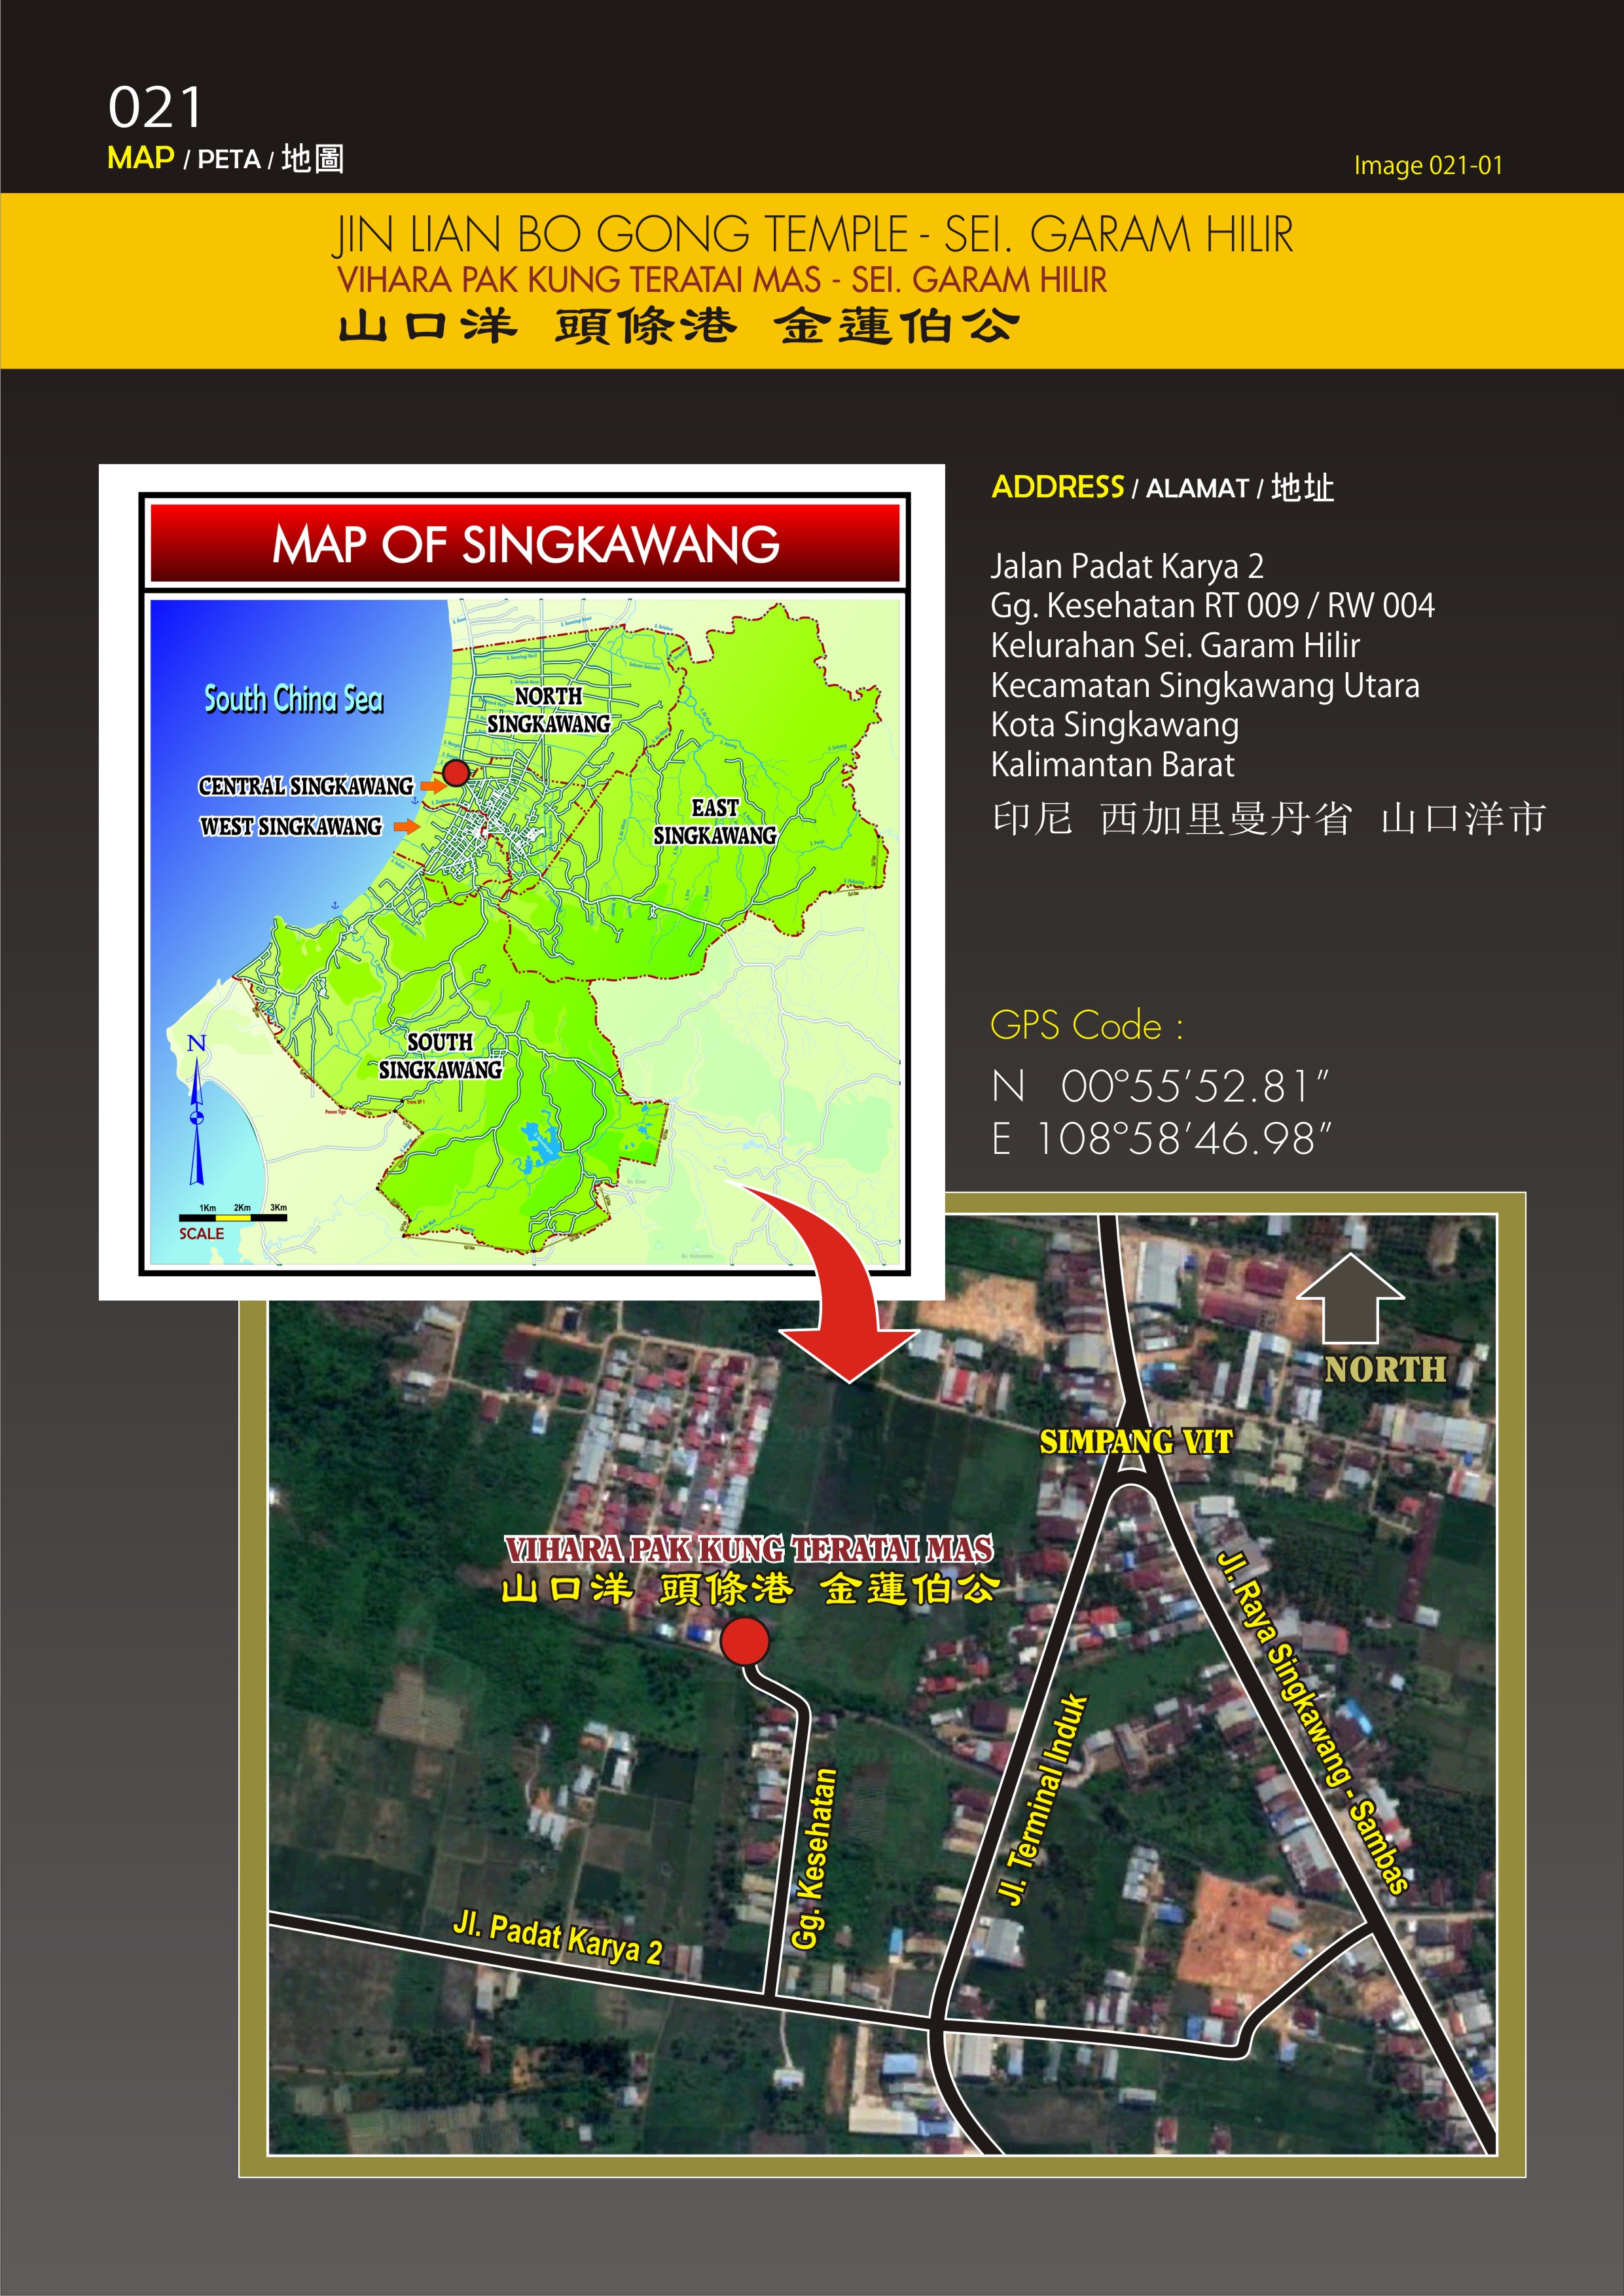 021
MAP / PETA / 地圖
Image 021-01
JIN LIAN BO GONG TEMPLE - SEI. GARAM HILIR
VIHARA PAK KUNG TERATAI MAS - SEI. GARAM HILIR
山口洋 頭條港 金蓮伯公
MAP OF SINGKAWANG
South China Sea
NORTH
SINGKAWANG
CENTRAL SINGKAWANG
WEST SINGKAWANG
EAST
SINGKAWANG
SOUTH
SINGKAWANG
N
1Km 2Km 3Km
SCALE
ADDRESS / ALAMAT / 地址
Jalan Padat Karya 2
Gg. Kesehatan RT 009 / RW 004
Kelurahan Sei. Garam Hilir
Kecamatan Singkawang Utara
Kota Singkawang
Kalimantan Barat
印尼 西加里曼丹省 山口洋市
GPS Code :
N 00°55'52.81"
E 108°58'46.98"
NORTH
SIMPANG VIT
VIHARA PAK KUNG TERATAI MAS
山口洋 頭條港 金蓮伯公
Jl. Raya Singkawang - Sambas
Jl. Terminal Induk
Gg. Kesehatan
Jl. Padat Karya 2